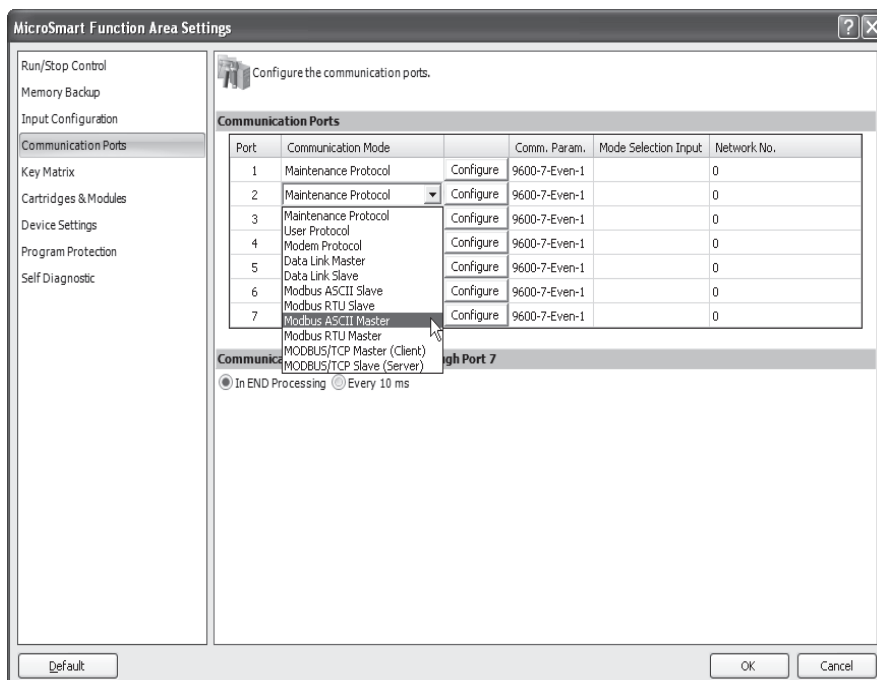 MicroSmart Function Area Settings
Run/Stop Control
Memory Backup
Input Configuration
Communication Ports
Key Matrix
Cartridges & Modules
Device Settings
Program Protection
Self Diagnostic
Configure the communication ports.
Communication Ports
Port Communication Mode Comm. Param. Mode Selection Input Network No.
1 Maintenance Protocol Configure 9600-7-Even-1 0
2 Maintenance Protocol Configure 9600-7-Even-1 0
3 Configure 9600-7-Even-1 0
4 Configure 9600-7-Even-1 0
5 Configure 9600-7-Even-1 0
6 Configure 9600-7-Even-1 0
7 Configure 9600-7-Even-1 0
Maintenance Protocol
User Protocol
Modem Protocol
Data Link Master
Data Link Slave
Modbus ASCII Slave
Modbus RTU Slave
Modbus ASCII Master
Modbus RTU Master
MODBUS/TCP Master (Client)
MODBUS/TCP Slave (Server)
Port 7
In END Processing Every 10 ms
Default OK Cancel